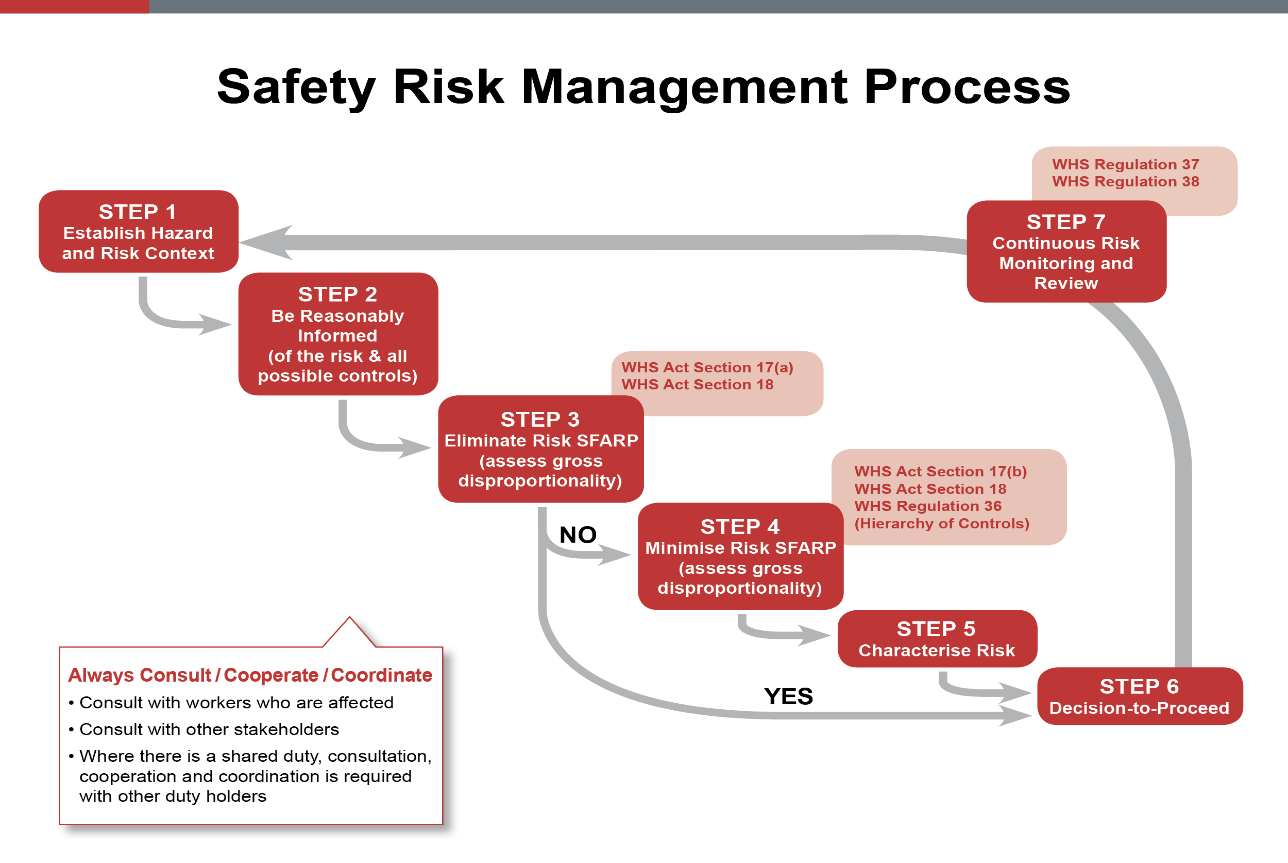 Safety Risk Management Process
WHS Regulation 37
WHS Regulation 38
STEP 1
Establish Hazard
and Risk Context
STEP 7
Continuous Risk
Monitoring and
Review
STEP 2
Be Reasonably
Informed
(of the risk & all
possible controls)
WHS Act Section 17(a)
WHS Act Section 18
STEP 3
Eliminate Risk SFARP
(assess gross
disproportionality)
WHS Act Section 17(b)
WHS Act Section 18
WHS Regulation 36
(Hierarchy of Controls)
NO
STEP 4
Minimise Risk SFARP
(assess gross
disproportionality)
STEP 5
Characterise Risk
YES
STEP 6
Decision-to-Proceed
Always Consult / Cooperate / Coordinate
• Consult with workers who are affected
• Consult with other stakeholders
• Where there is a shared duty, consultation,
cooperation and coordination is required
with other duty holders